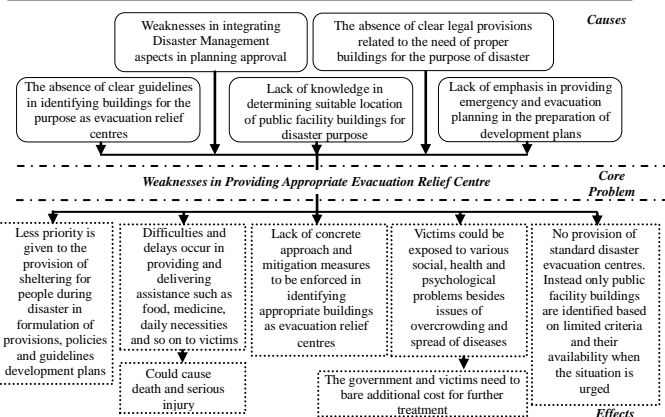 Causes
Weaknesses in integrating
Disaster Management
aspects in planning approval
The absence of clear legal provisions
related to the need of proper
buildings for the purpose of disaster
The absence of clear guidelines
in identifying buildings for the
purpose as evacuation relief
centres
Lack of knowledge in
determining suitable location
of public facility buildings for
disaster purpose
Lack of emphasis in providing
emergency and evacuation
planning in the preparation of
development plans
Weaknesses in Providing Appropriate Evacuation Relief Centre
Core
Problem
Less priority is
given to the
provision of
sheltering for
people during
disaster in
formulation of
provisions, policies
and guidelines
development plans
Difficulties and
delays occur in
providing and
delivering
assistance such as
food, medicine,
daily necessities
and so on to victims
Lack of concrete
approach and
mitigation measures
to be enforced in
identifying
appropriate buildings
as evacuation relief
centres
Victims could be
exposed to various
social, health and
psychological
problems besides
issues of
overcrowding and
spread of diseases
No provision of
standard disaster
evacuation centres.
Instead only public
facility buildings
are identified based
on limited criteria
and their
availability when
the situation is
urged
Could cause
death and serious
injury
The government and victims need to
bare additional cost for further
treatment
Effects